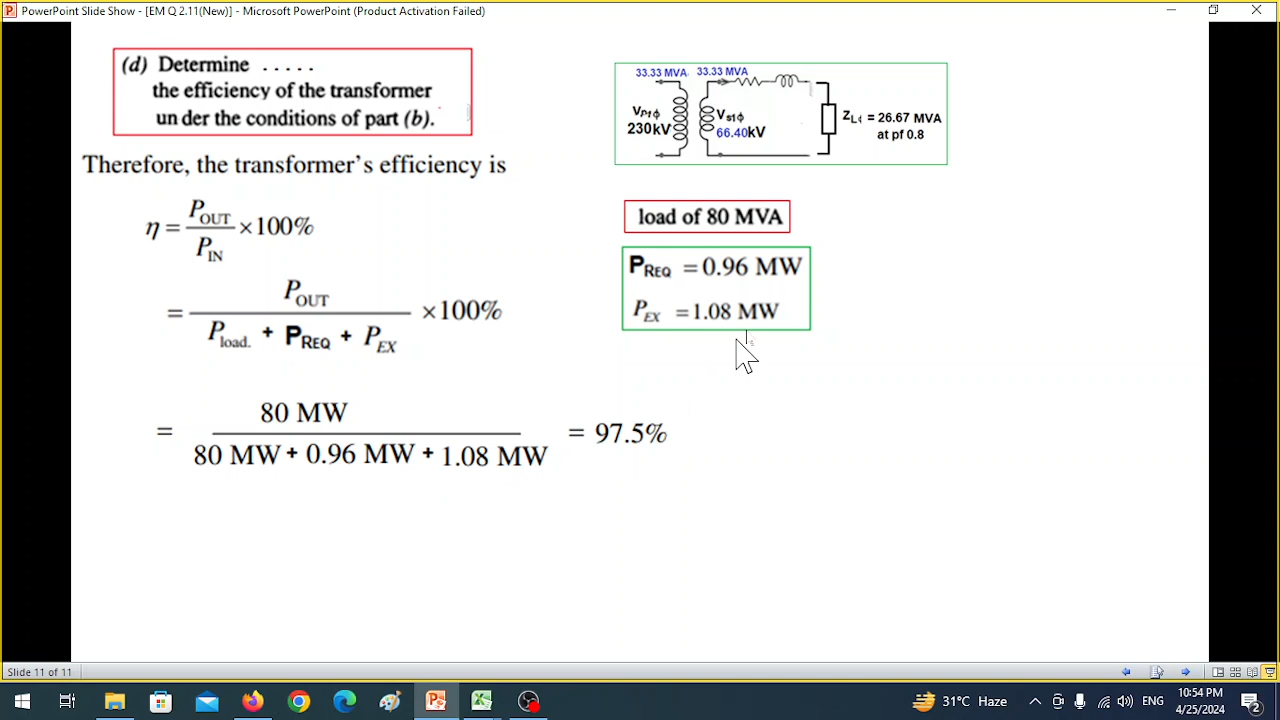 PowerPoint Slide Show - [EM Q 2.11(New)] - Microsoft PowerPoint (Product Activation Failed)
(d) Determine . . . . .
the efficiency of the transformer
un der the conditions of part (b).
33.33 MVA 33.33 MVA
Vp1ϕ
230kV
Vs1ϕ
66.40kV
ZLϕ = 26.67 MVA
at pf 0.8
Therefore, the transformer's efficiency is
η = POUT / PIN ×100%
load of 80 MVA
PREQ = 0.96 MW
PEX = 1.08 MW
= POUT / Pload. + PREQ + PEX ×100%
= 80 MW / 80 MW + 0.96 MW + 1.08 MW = 97.5%
Slide 11 of 11
31°C Haze
ENG
10:54 PM
4/25/2024
2